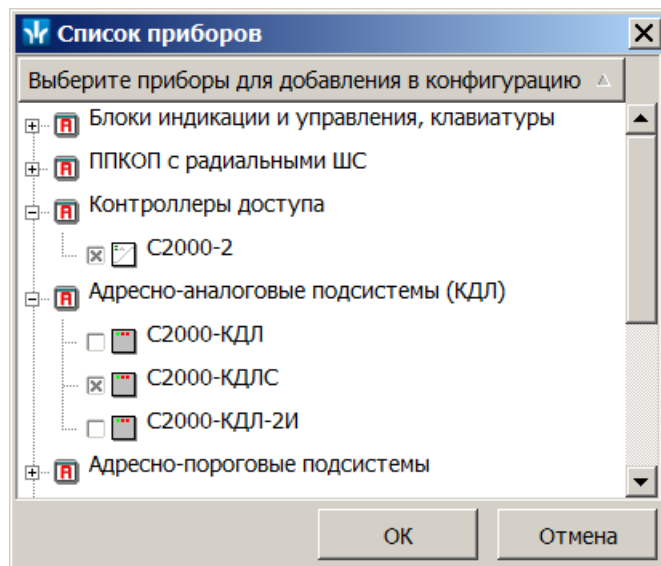 Список приборов
Выберите приборы для добавления в конфигурацию
Блоки индикации и управления, клавиатуры
ППКОП с радиальными ШС
Контроллеры доступа
С2000-2
Адресно-аналоговые подсистемы (КДЛ)
С2000-КДЛ
С2000-КДЛС
С2000-КДЛ-2И
Адресно-пороговые подсистемы
ОК Отмена